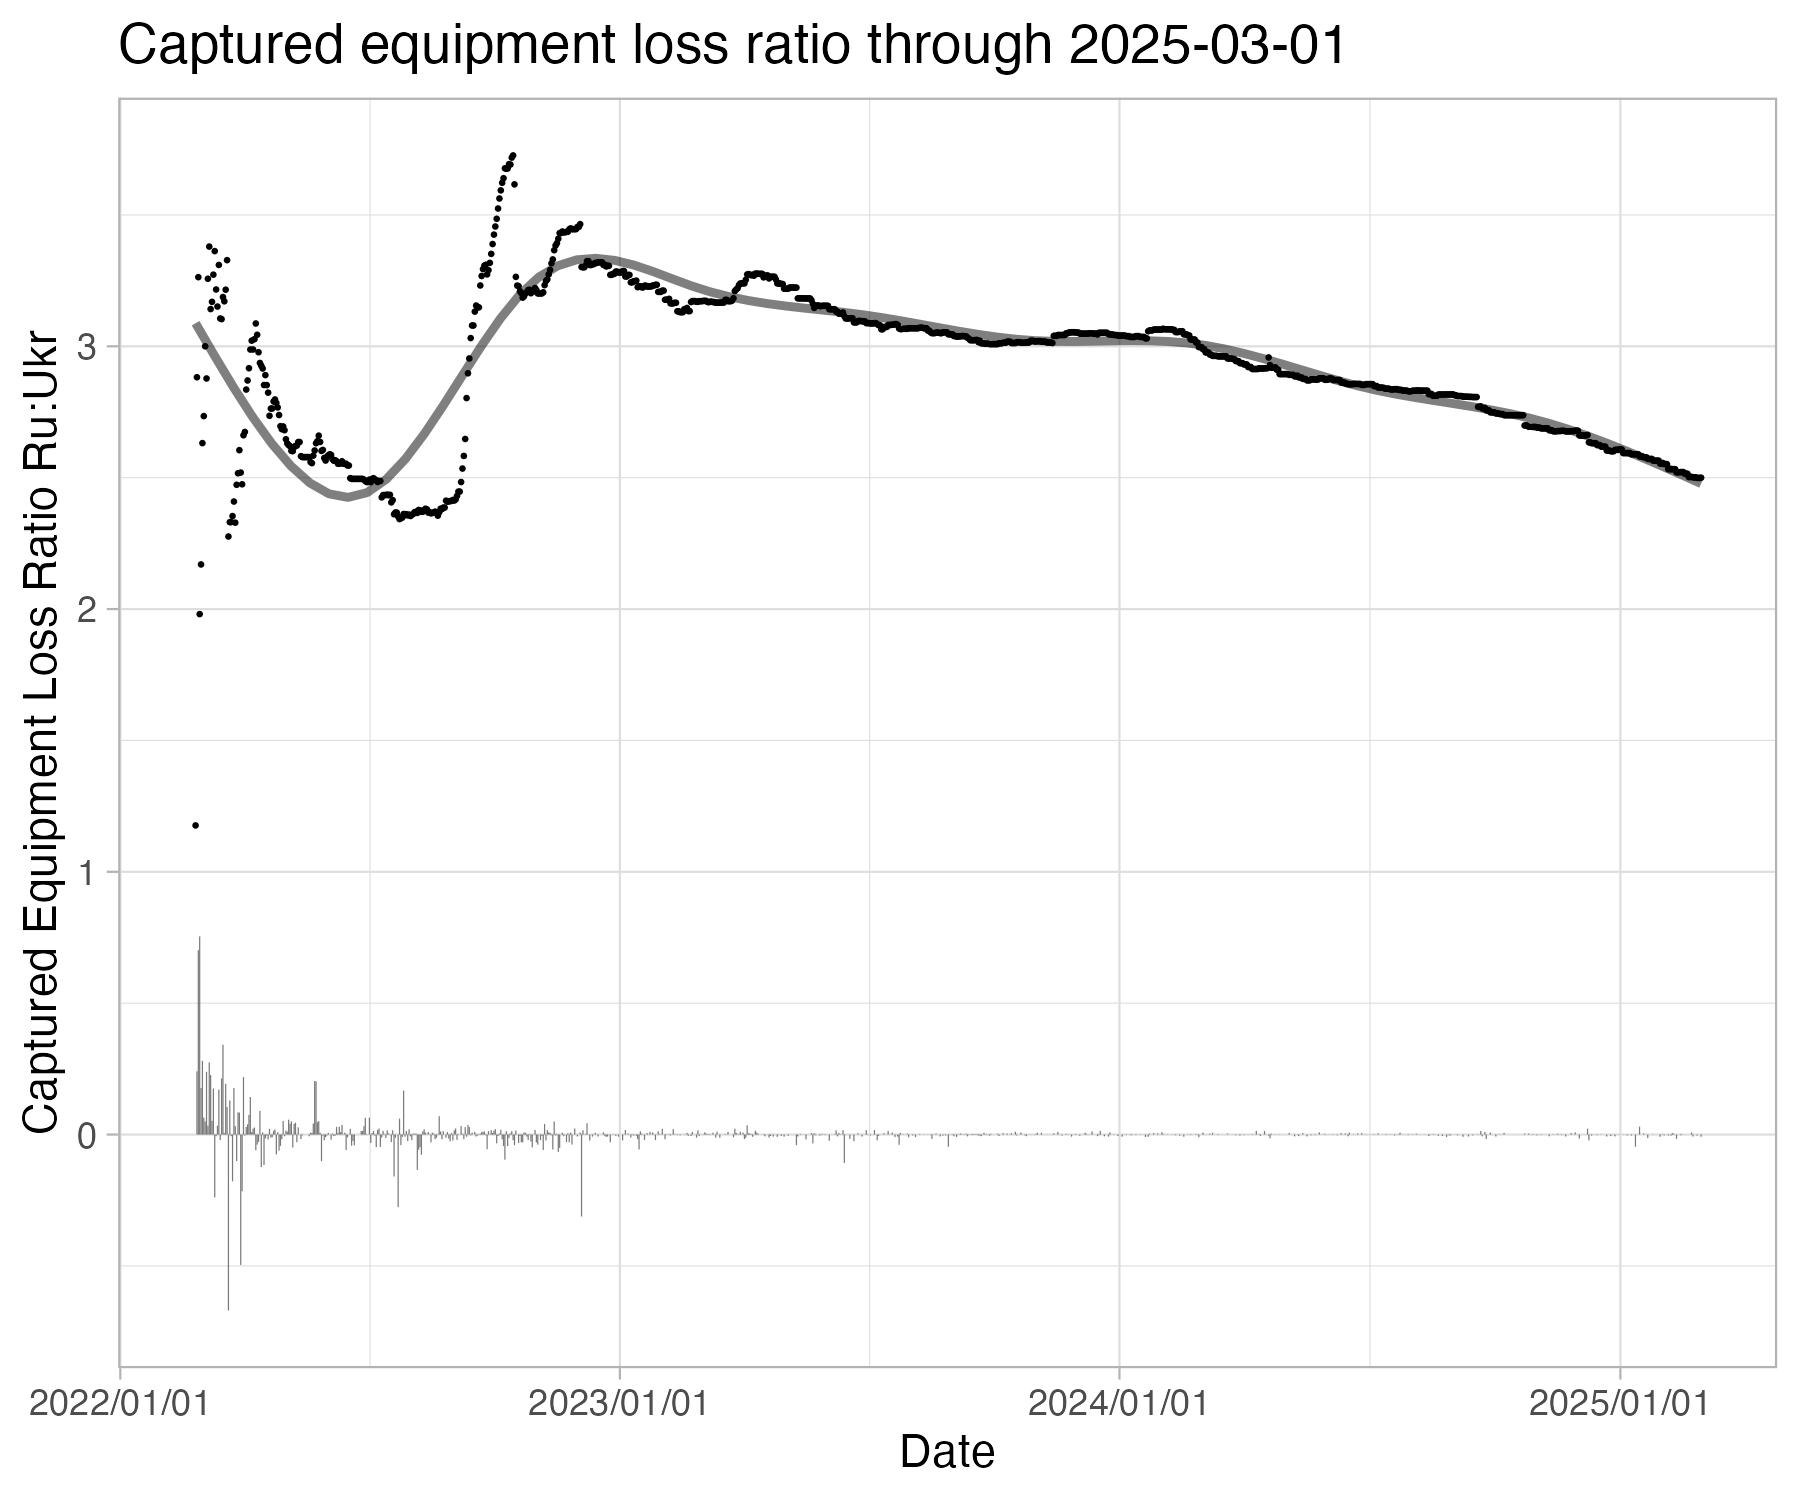 Captured equipment loss ratio through 2025-03-01
Captured Equipment Loss Ratio Ru:Ukr
3
2
1
0
2022/01/01
2023/01/01
2024/01/01
2025/01/01
Date